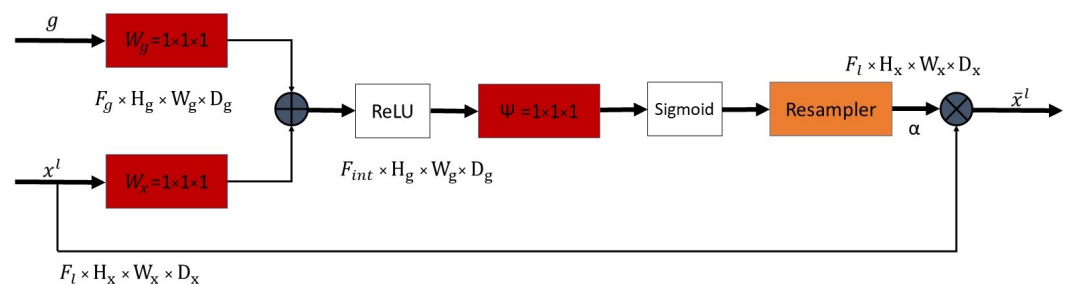 g
W_g=1×1×1
F_g × H_g × W_g × D_g
F_l × H_x × W_x × D_x
ReLU
Ψ =1×1×1
Sigmoid
Resampler
α
x̄^l
x^l
W_x=1×1×1
F_int × H_g × W_g × D_g
F_l × H_x × W_x × D_x